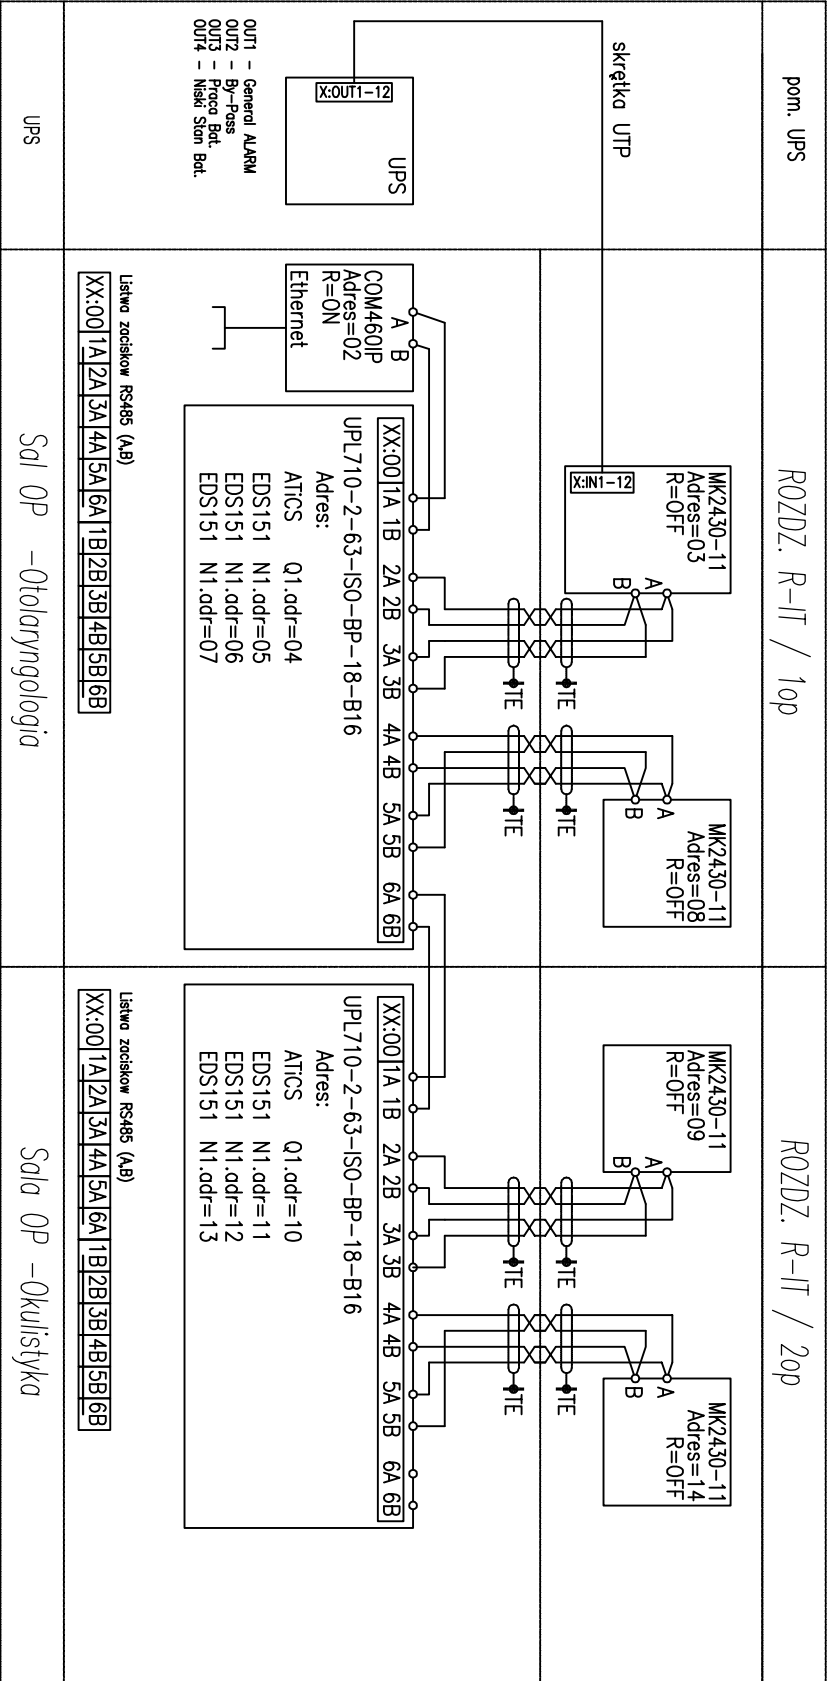 pom. UPS
ROZDZ. R-IT / 1op
ROZDZ. R-IT / 2op
skrętka UTP
MK2430-11
Adres=03
R=OFF
X:IN1-12
A
B
MK2430-11
Adres=08
R=OFF
A
B
MK2430-11
Adres=09
R=OFF
A
B
MK2430-11
Adres=14
R=OFF
A
B
TE
TE
TE
TE
TE
TE
TE
TE
UPS
X:OUT1-12
OUT1 - General ALARM
OUT2 - By-Pass
OUT3 - Praca Bat.
OUT4 - Niski Stan Bat.
A B
COM460IP
Adres=02
R=ON
Ethernet
XX:00 1A 1B 2A 2B 3A 3B 4A 4B 5A 5B 6A 6B
UPL710-2-63-ISO-BP-18-B16
Adres:
ATiCS Q1.adr=04
EDS151 N1.adr=05
EDS151 N1.adr=06
EDS151 N1.adr=07
XX:00 1A 1B 2A 2B 3A 3B 4A 4B 5A 5B 6A 6B
UPL710-2-63-ISO-BP-18-B16
Adres:
ATiCS Q1.adr=10
EDS151 N1.adr=11
EDS151 N1.adr=12
EDS151 N1.adr=13
Listwa zaciskow RS485 (A,B)
XX:00 1A 2A 3A 4A 5A 6A 1B 2B 3B 4B 5B 6B
Listwa zaciskow RS485 (A,B)
XX:00 1A 2A 3A 4A 5A 6A 1B 2B 3B 4B 5B 6B
UPS
Sal OP -Otolaryngologia
Sala OP -Okulistyka